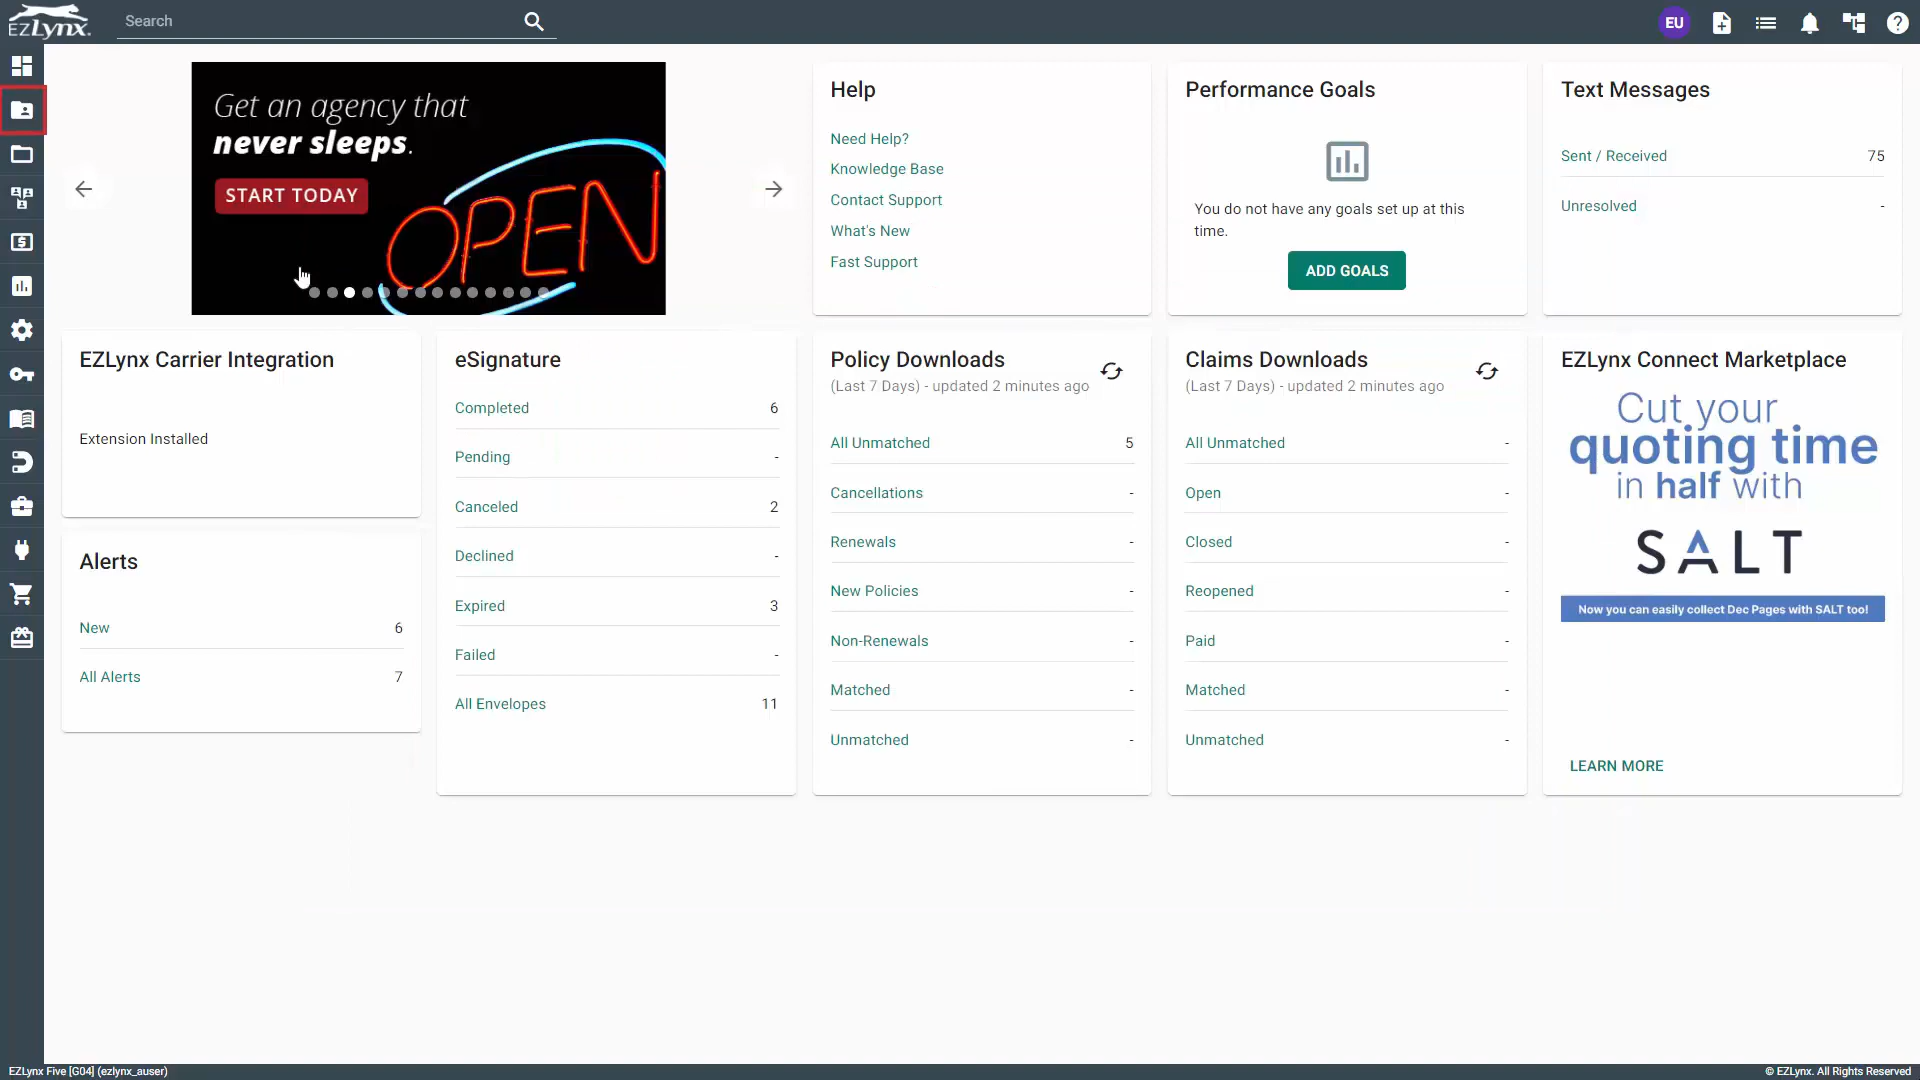 EZLynx
Search
EU
Get an agency that
never sleeps.
START TODAY
OPEN
Help
Need Help?
Knowledge Base
Contact Support
What's New
Fast Support
Performance Goals
You do not have any goals set up at this
time.
ADD GOALS
Text Messages
Sent / Received 75
Unresolved -
EZLynx Carrier Integration
Extension Installed
Alerts
New 6
All Alerts 7
eSignature
Completed 6
Pending -
Canceled 2
Declined -
Expired 3
Failed -
All Envelopes 11
Policy Downloads
(Last 7 Days) - updated 2 minutes ago
All Unmatched 5
Cancellations -
Renewals -
New Policies -
Non-Renewals -
Matched -
Unmatched -
Claims Downloads
(Last 7 Days) - updated 2 minutes ago
All Unmatched -
Open -
Closed -
Reopened -
Paid -
Matched -
Unmatched -
EZLynx Connect Marketplace
Cut your
quoting time
in half with
SALT
Now you can easily collect Dec Pages with SALT too!
LEARN MORE
EZLynx Five [G04] (ezlynx_auser)
© EZLynx. All Rights Reserved